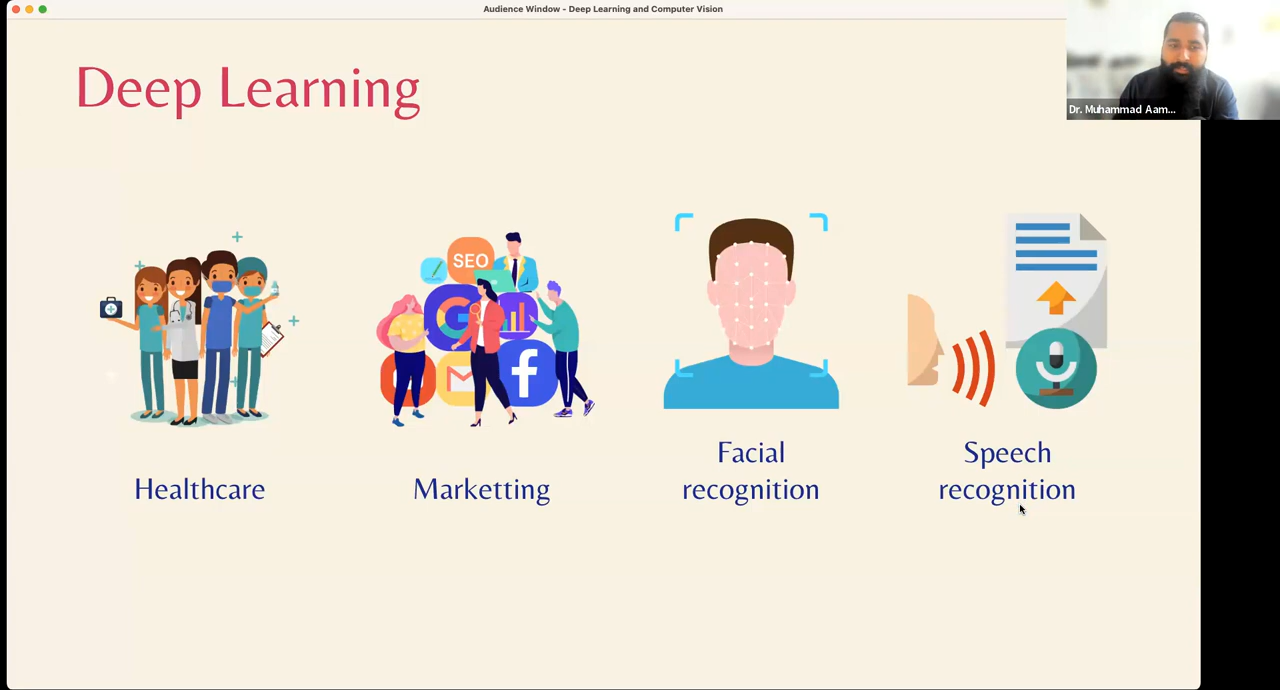 Audience Window - Deep Learning and Computer Vision
Dr. Muhammad Aam...
Deep Learning
SEO
Healthcare
Marketting
Facial
recognition
Speech
recognition